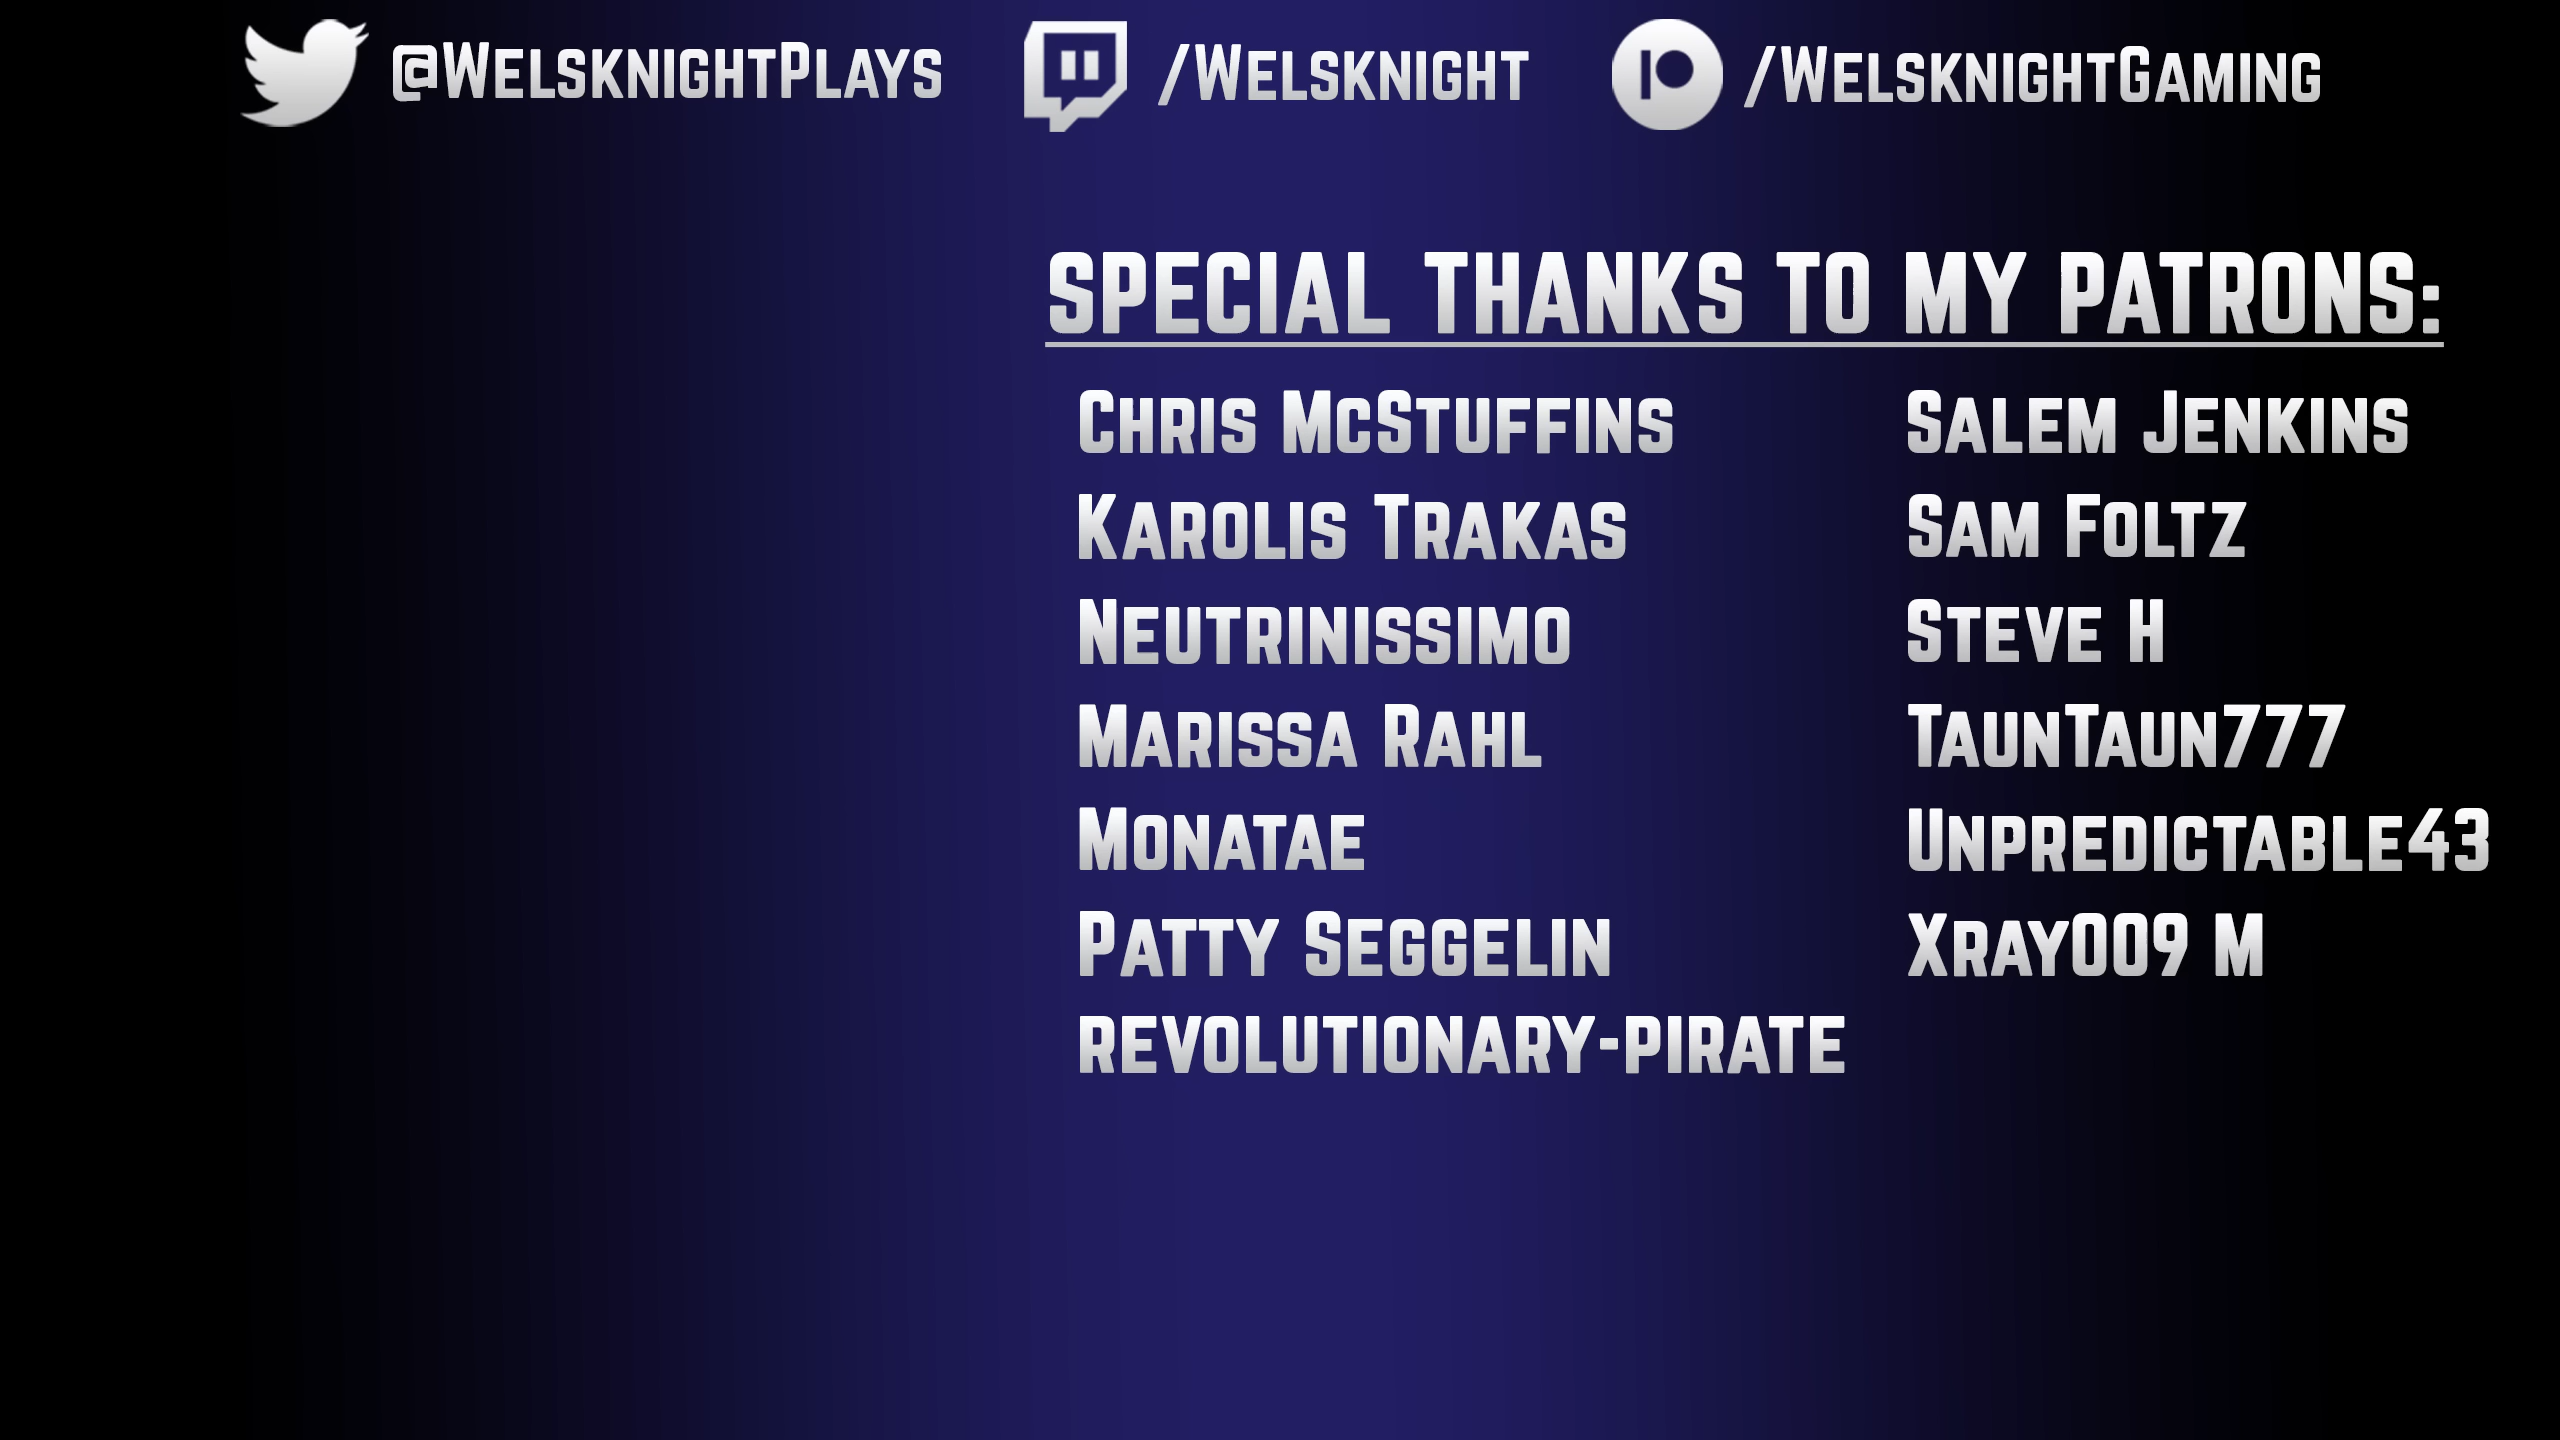 @WelsknightPlays /Welsknight /WelsknightGaming
SPECIAL THANKS TO MY PATRONS:
Chris McStuffins
Karolis Trakas
Neutrinissimo
Marissa Rahl
Monatae
Patty Seggelin
revolutionary-pirate
Salem Jenkins
Sam Foltz
Steve H
TaunTaun777
Unpredictable43
Xray009 M